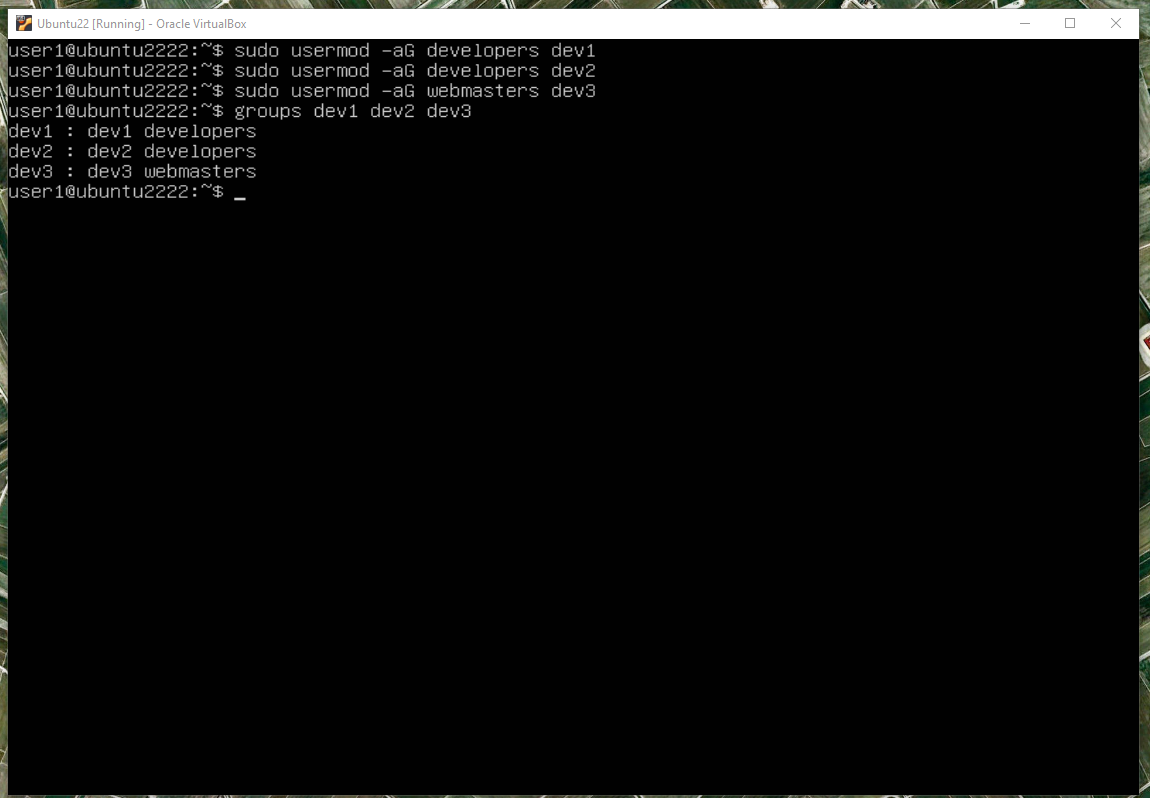 Ubuntu22 [Running] - Oracle VirtualBox
user1@ubuntu2222:~$ sudo usermod -aG developers dev1
user1@ubuntu2222:~$ sudo usermod -aG developers dev2
user1@ubuntu2222:~$ sudo usermod -aG webmasters dev3
user1@ubuntu2222:~$ groups dev1 dev2 dev3
dev1 : dev1 developers
dev2 : dev2 developers
dev3 : dev3 webmasters
user1@ubuntu2222:~$ _